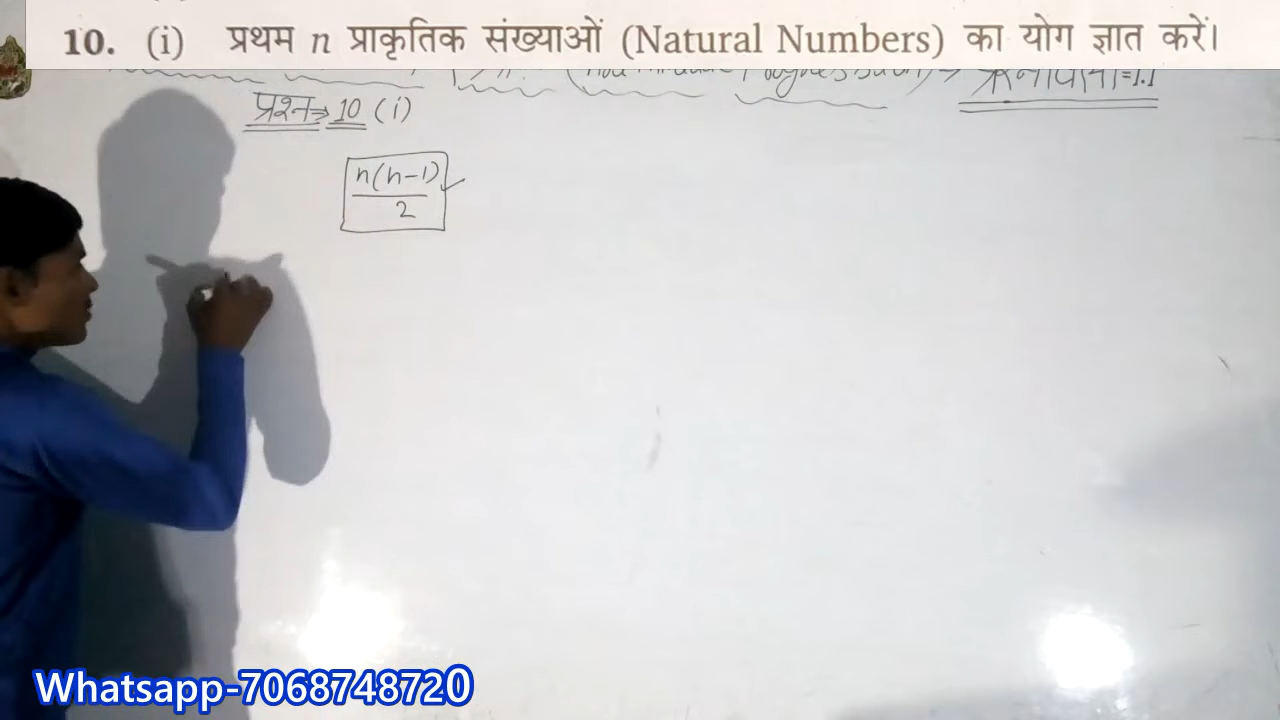 10. (i) प्रथम n प्राकृतिक संख्याओं (Natural Numbers) का योग ज्ञात करें।
प्रश्न→ 10 (i)
n(n-1)
2
Whatsapp-7068748720